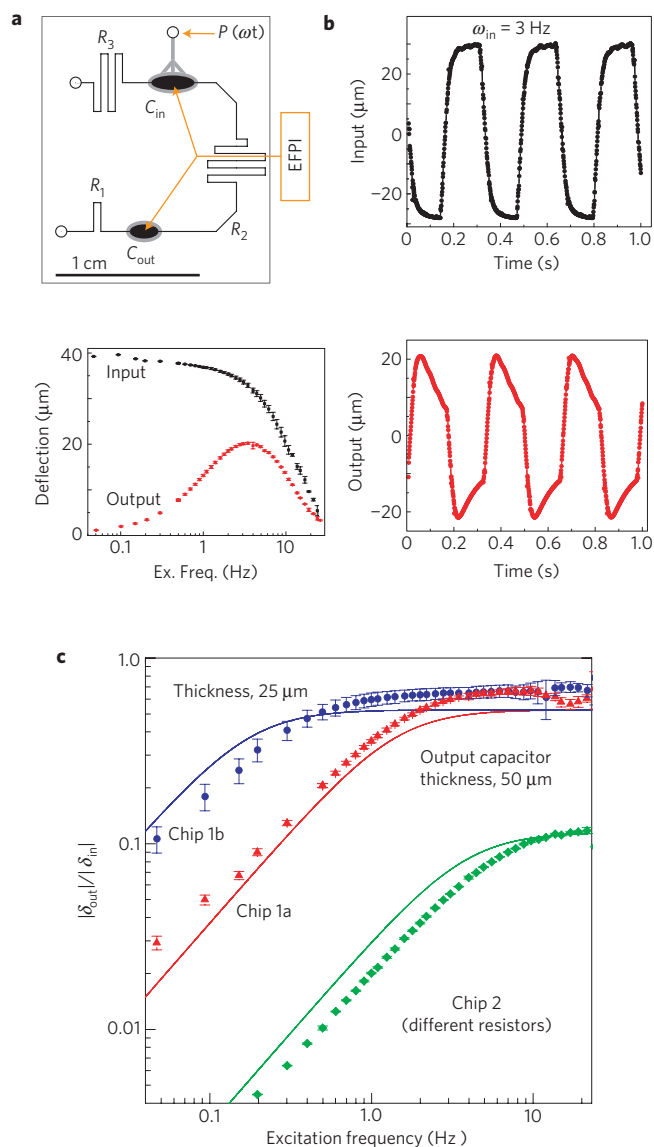 a
P (ωt)
R3
Cin
EFPI
R1
R2
Cout
1 cm
b
ωin = 3 Hz
Input (μm)
20
0
−20
0
0.2
0.4
0.6
0.8
1.0
Time (s)
Deflection (μm)
40
20
0
Input
Output
0.1
1
10
Ex. Freq. (Hz)
Output (μm)
20
0
−20
0
0.2
0.4
0.6
0.8
1.0
Time (s)
c
|δout|/|δin|
1.0
0.1
0.01
Thickness, 25 μm
Output capacitor
thickness, 50 μm
Chip 1b
Chip 1a
Chip 2
(different resistors)
0.1
1.0
10
Excitation frequency (Hz )